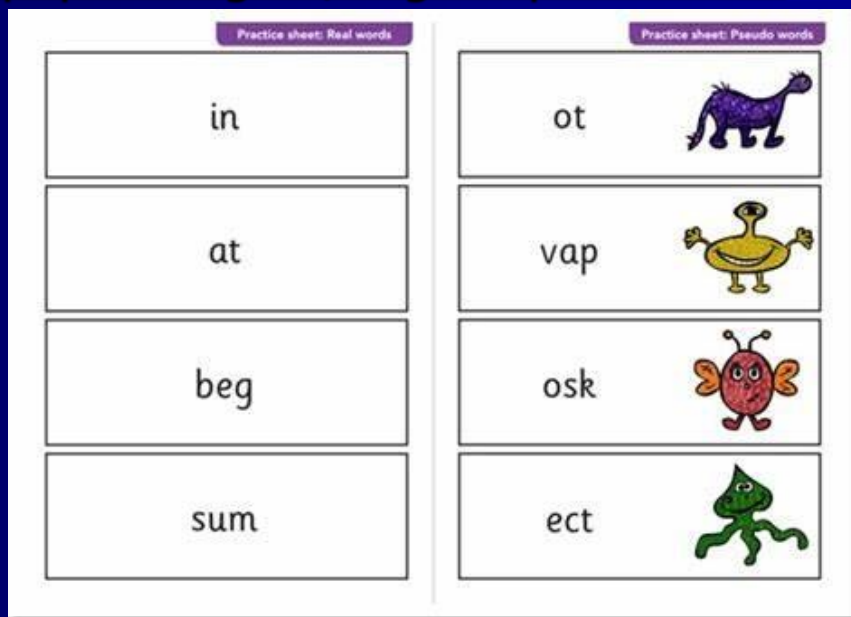 Practice sheet: Real words
in
at
beg
sum
Practice sheet: Pseudo words
ot
vap
osk
ect